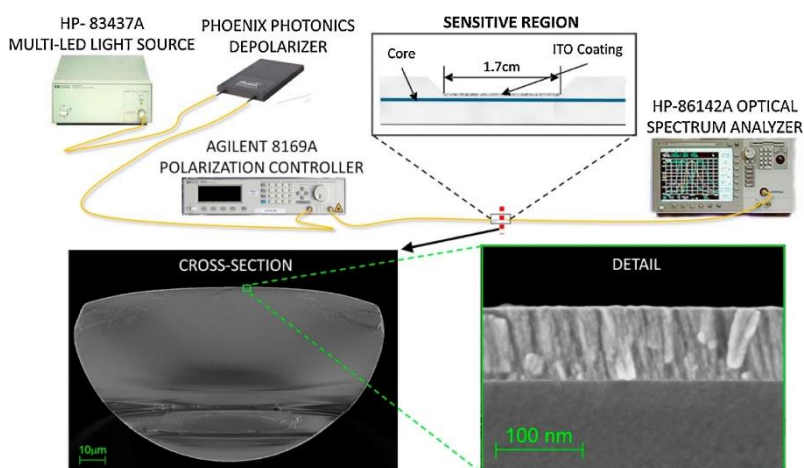 HP- 83437A
MULTI-LED LIGHT SOURCE
PHOENIX PHOTONICS
DEPOLARIZER
SENSITIVE REGION
Core
ITO Coating
1.7cm
HP-86142A OPTICAL
SPECTRUM ANALYZER
AGILENT 8169A
POLARIZATION CONTROLLER
CROSS-SECTION
DETAIL
10µm
100 nm